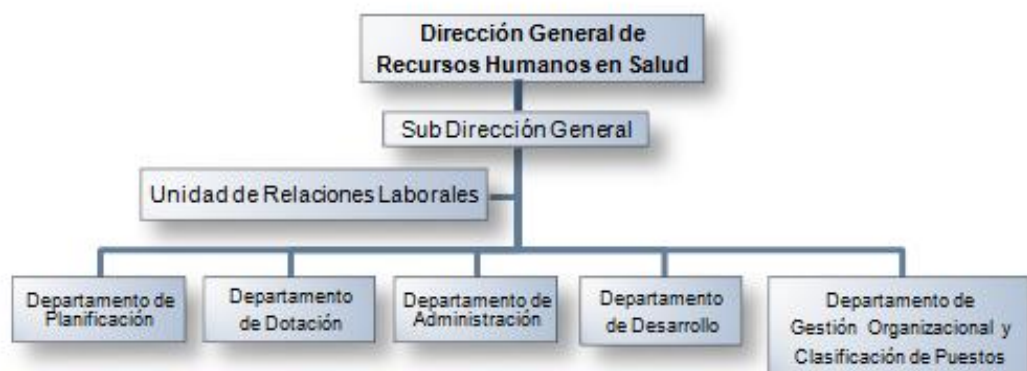 Dirección General de
Recursos Humanos en Salud
Sub Dirección General
Unidad de Relaciones Laborales
Departamento de
Planificación
Departamento
de Dotación
Departamento de
Administración
Departamento
de Desarrollo
Departamento de
Gestión Organizacional y
Clasificación de Puestos